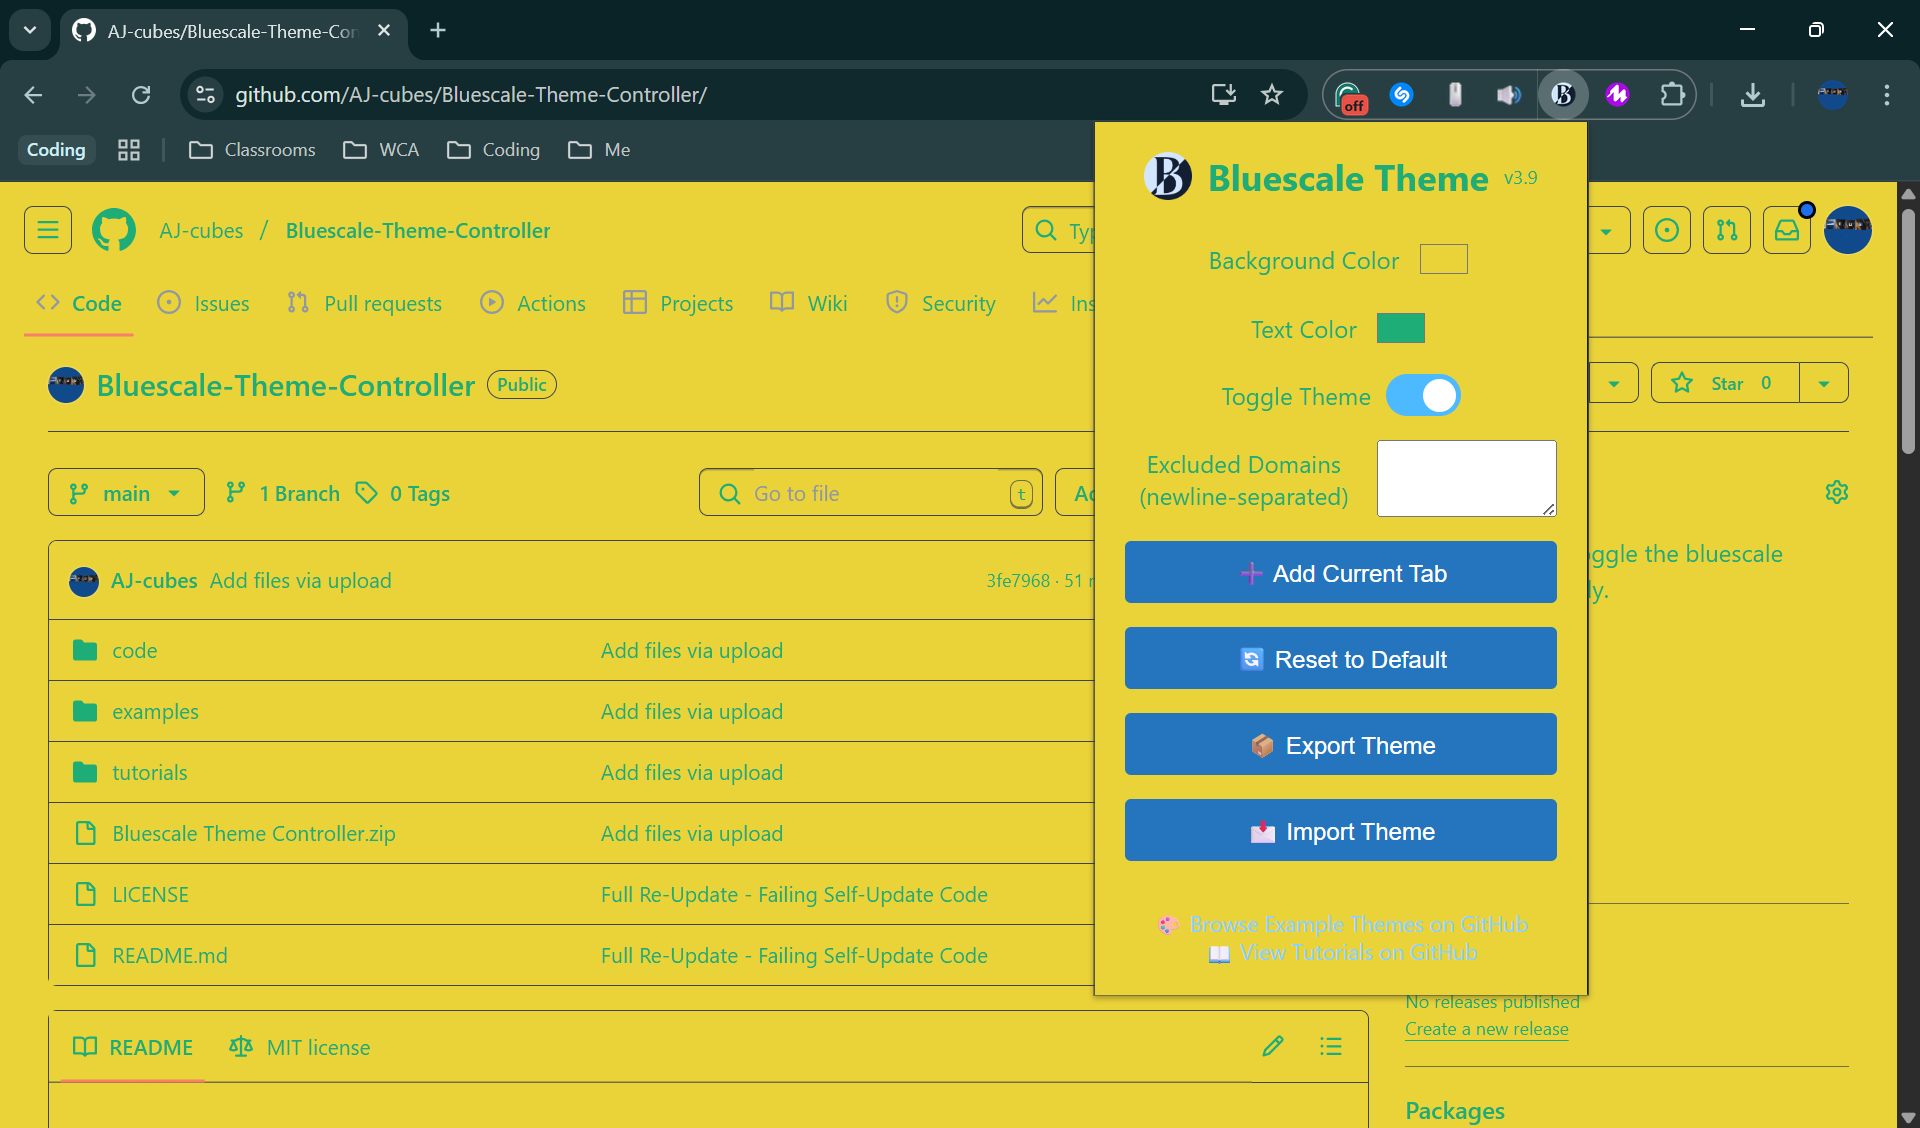 AJ-cubes/Bluescale-Theme-Con
github.com/AJ-cubes/Bluescale-Theme-Controller/
off
Coding
Classrooms
WCA
Coding
Me
AJ-cubes / Bluescale-Theme-Controller
Code
Issues
Pull requests
Actions
Projects
Wiki
Security
Bluescale-Theme-Controller
Public
Star 0
main
1 Branch
0 Tags
Go to file
t
AJ-cubes Add files via upload
3fe7968 · 51
code Add files via upload
examples Add files via upload
tutorials Add files via upload
Bluescale Theme Controller.zip Add files via upload
LICENSE Full Re-Update - Failing Self-Update Code
README.md Full Re-Update - Failing Self-Update Code
README
MIT license
Bluescale Theme v3.9
Background Color
Text Color
Toggle Theme
Excluded Domains
(newline-separated)
➕ Add Current Tab
🔄 Reset to Default
📦 Export Theme
📩 Import Theme
🎨 Browse Example Themes on GitHub
📖 View Tutorials on GitHub
oggle the bluescale
ly.
No releases published
Create a new release
Packages